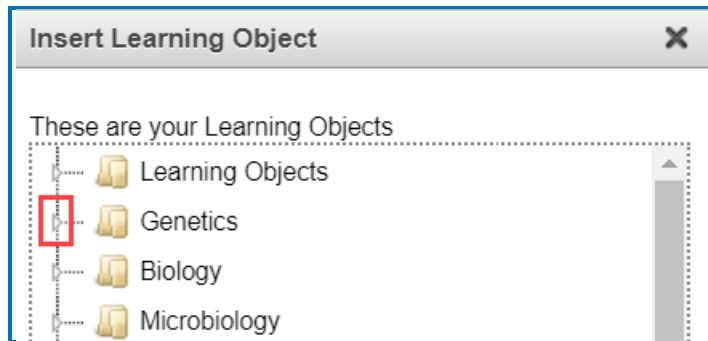 Insert Learning Object
These are your Learning Objects
Learning Objects
Genetics
Biology
Microbiology